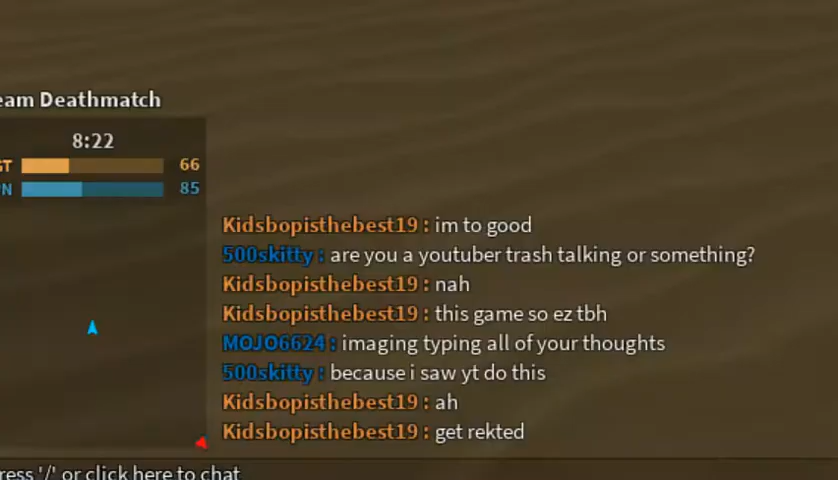 eam Deathmatch
8:22
66
85
Kidsbopisthebest19 : im to good
500skitty : are you a youtuber trash talking or something?
Kidsbopisthebest19 : nah
Kidsbopisthebest19 : this game so ez tbh
MOJO6624 : imaging typing all of your thoughts
500skitty : because i saw yt do this
Kidsbopisthebest19 : ah
Kidsbopisthebest19 : get rekted
ress '/' or click here to chat